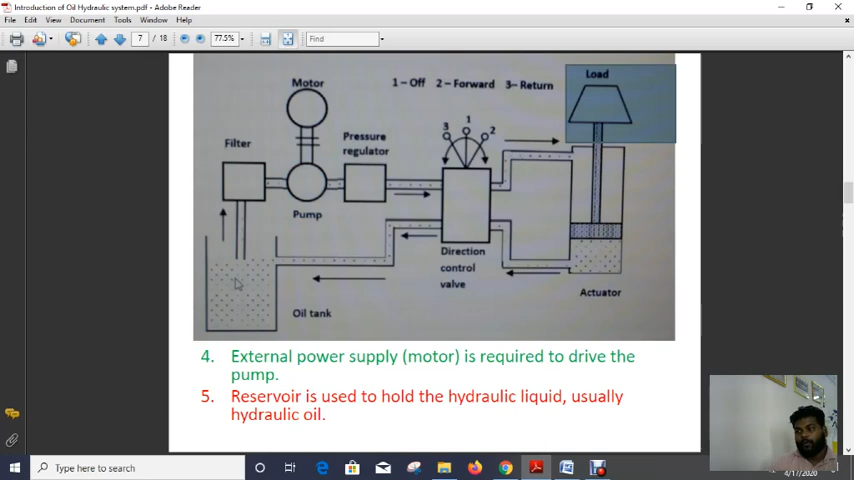 Introduction of Oil Hydraulic system.pdf - Adobe Reader
File Edit View Document Tools Window Help
7 / 18 77.5% Find
Motor 1 – Off 2 – Forward 3 – Return Load
Filter Pressure regulator 3 1 2
Pump
Direction control valve
Oil tank Actuator
4. External power supply (motor) is required to drive the
pump.
5. Reservoir is used to hold the hydraulic liquid, usually
hydraulic oil.
Type here to search
4/17/2020